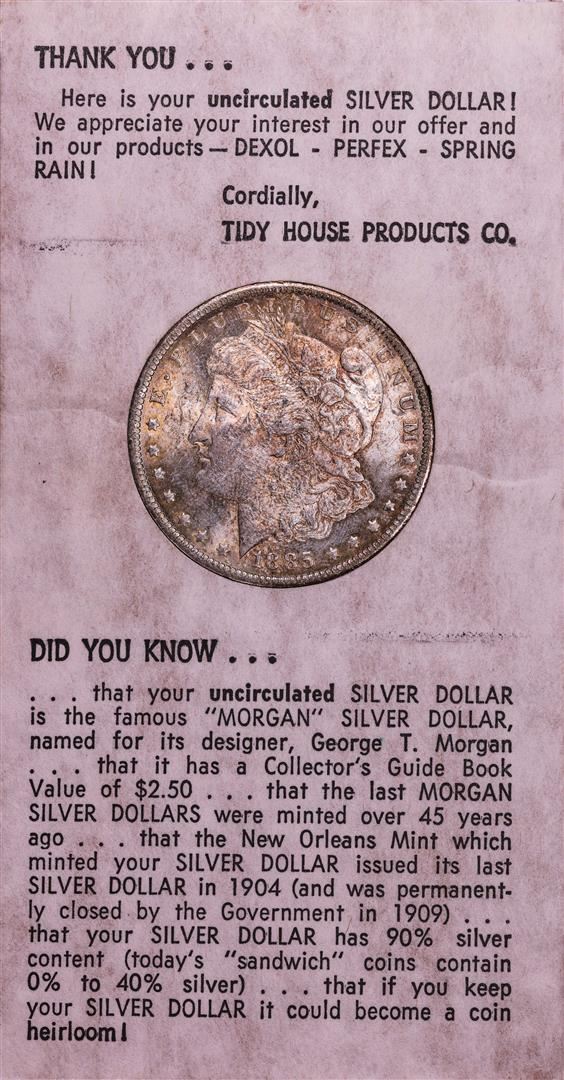 THANK YOU . . .
Here is your uncirculated SILVER DOLLAR!
We appreciate your interest in our offer and
in our products — DEXOL - PERFEX - SPRING
RAIN!
Cordially,
TIDY HOUSE PRODUCTS CO.
E · PLURIBUS · UNUM
1885
DID YOU KNOW . . .
. . . that your uncirculated SILVER DOLLAR
is the famous "MORGAN" SILVER DOLLAR,
named for its designer, George T. Morgan
. . . that it has a Collector's Guide Book
Value of $2.50 . . . that the last MORGAN
SILVER DOLLARS were minted over 45 years
ago . . . that the New Orleans Mint which
minted your SILVER DOLLAR issued its last
SILVER DOLLAR in 1904 (and was permanent-
ly closed by the Government in 1909) . . .
that your SILVER DOLLAR has 90% silver
content (today's "sandwich" coins contain
0% to 40% silver) . . . that if you keep
your SILVER DOLLAR it could become a coin
heirloom!